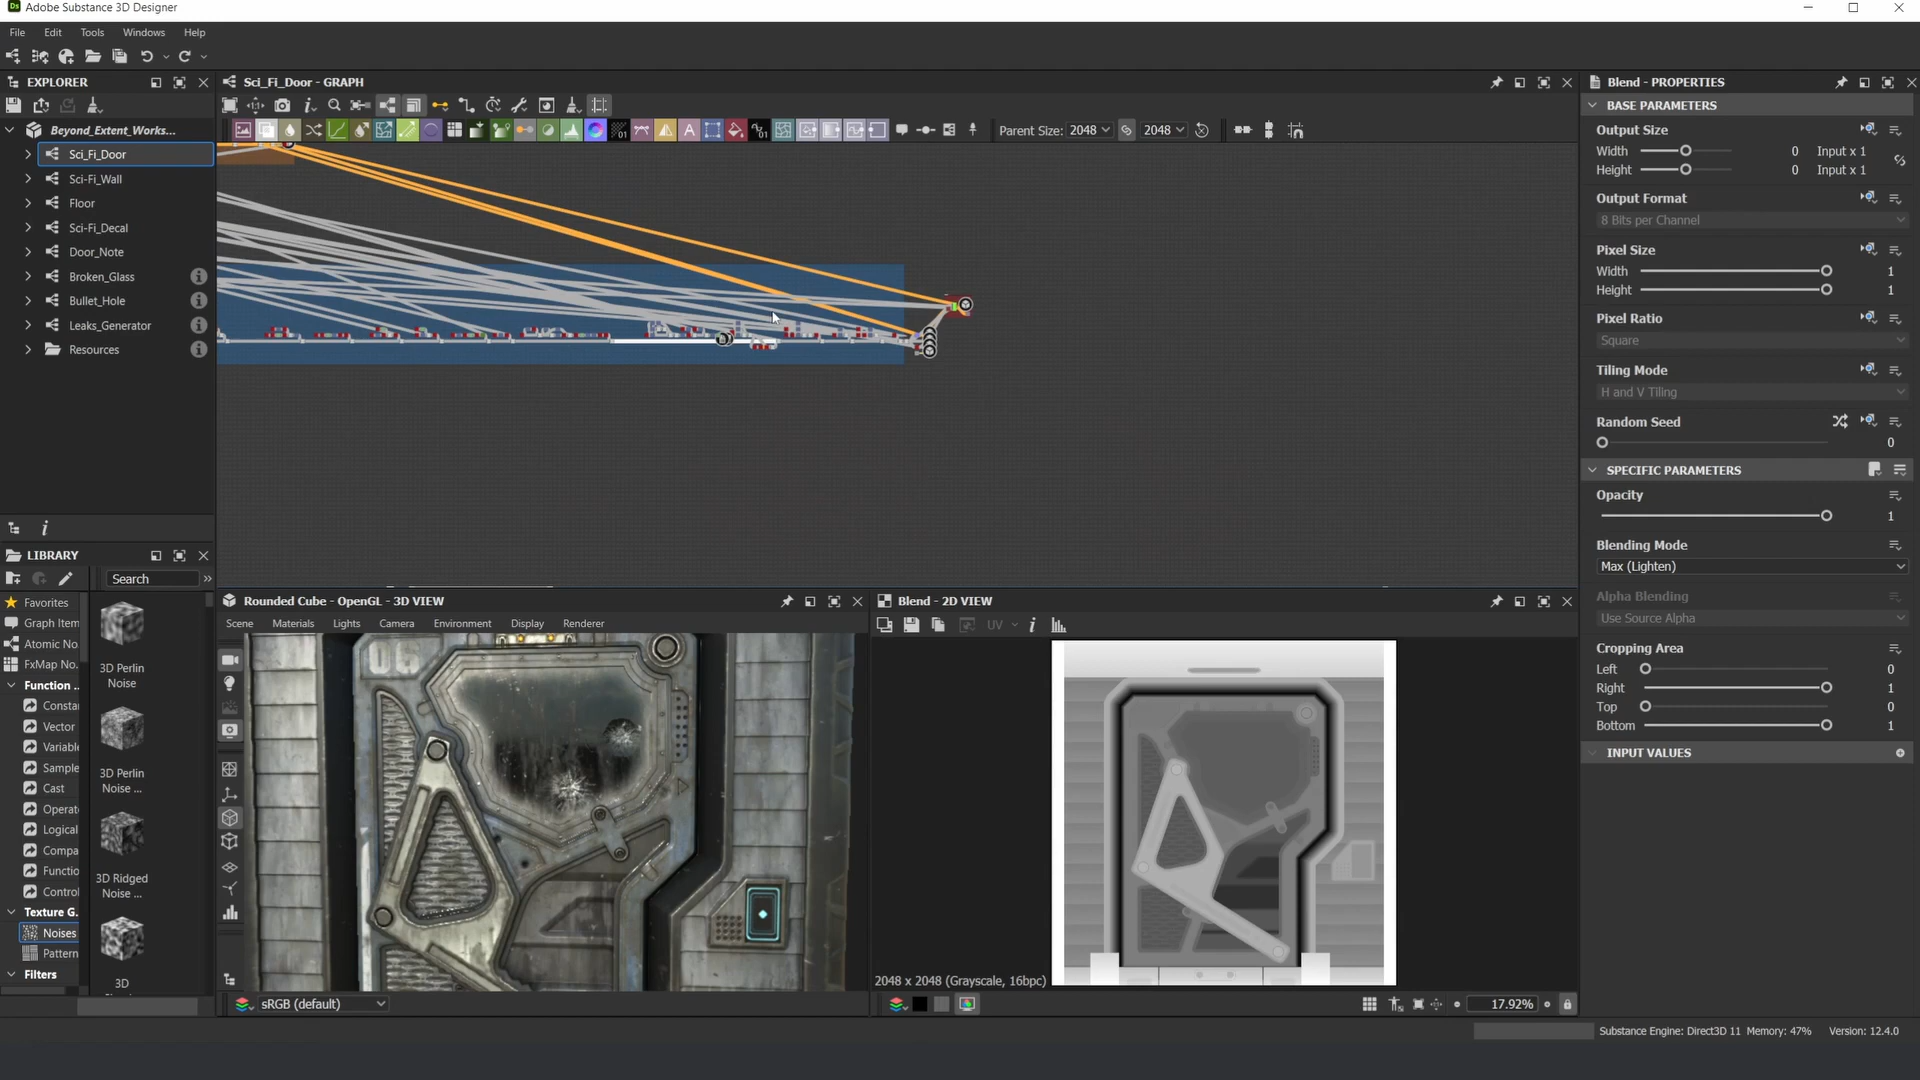 Adobe Substance 3D Designer
File Edit Tools Windows Help
EXPLORER
Beyond_Extent_Works...
Sci_Fi_Door
Sci-Fi_Wall
Floor
Sci-Fi_Decal
Door_Note
Broken_Glass
Bullet_Hole
Leaks_Generator
Resources
Sci_Fi_Door - GRAPH
Parent Size: 2048 2048
LIBRARY
Search
Favorites
Graph Item
Atomic No
FxMap No.
Function ..
Consta
Vector
Variabl
Sample
Cast
Operat
Logical
Compa
Functio
Control
Texture G.
Noises
Pattern
Filters
3D Perlin
Noise
3D Perlin
Noise ...
3D Ridged
Noise ...
3D
Rounded Cube - OpenGL - 3D VIEW
Scene Materials Lights Camera Environment Display Renderer
sRGB (default)
Blend - 2D VIEW
UV
2048 x 2048 (Grayscale, 16bpc)
17.92%
Blend - PROPERTIES
BASE PARAMETERS
Output Size
Width 0 Input x 1
Height 0 Input x 1
Output Format
8 Bits per Channel
Pixel Size
Width 1
Height 1
Pixel Ratio
Square
Tiling Mode
H and V Tiling
Random Seed
0
SPECIFIC PARAMETERS
Opacity
1
Blending Mode
Max (Lighten)
Alpha Blending
Use Source Alpha
Cropping Area
Left 0
Right 1
Top 0
Bottom 1
INPUT VALUES
Substance Engine: Direct3D 11 Memory: 47% Version: 12.4.0